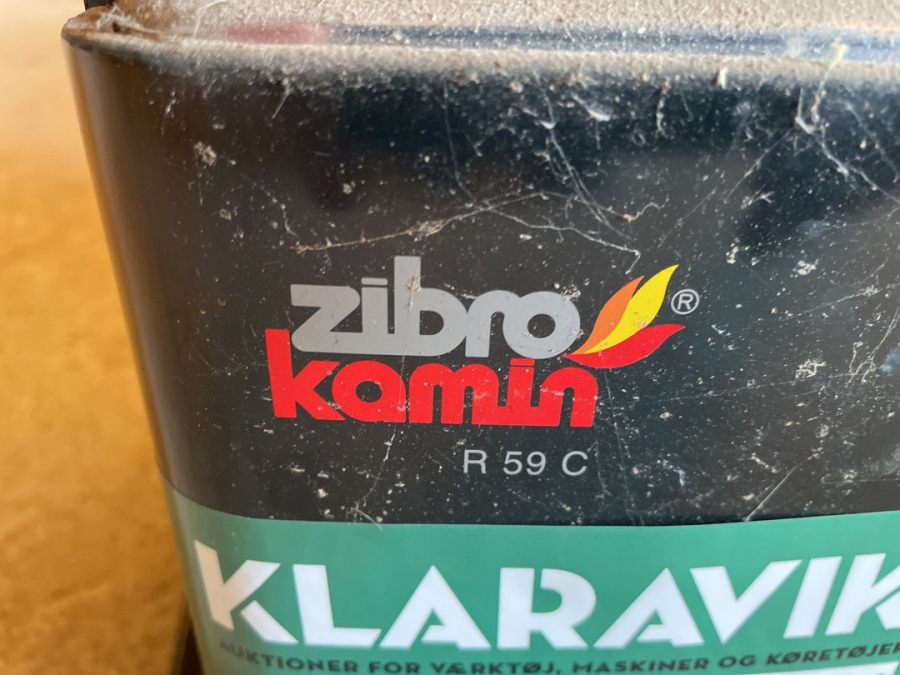 zibro ®
kamin
R 59 C
KLARAVIK
AUKTIONER FOR VÆRKTØJ, MASKINER OG KØRETØJER